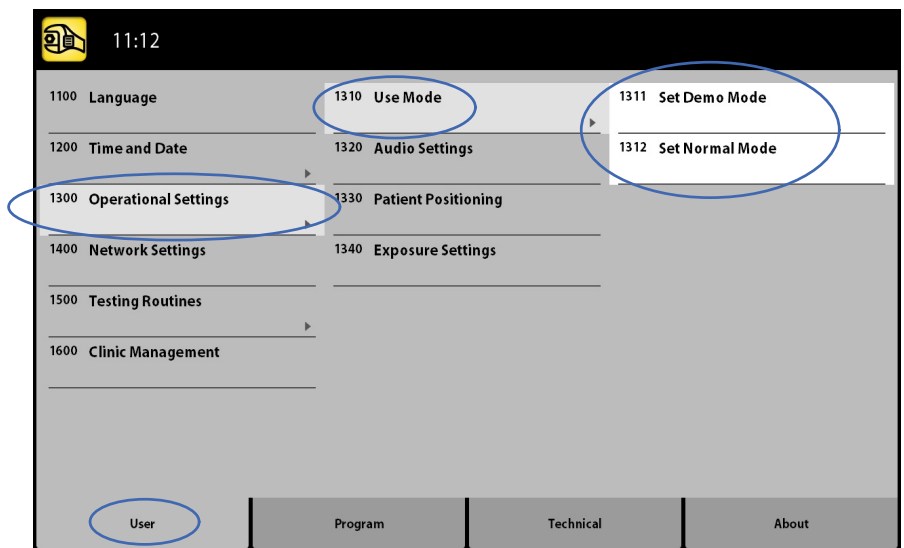 11:12
1100 Language
1200 Time and Date
1300 Operational Settings
1400 Network Settings
1500 Testing Routines
1600 Clinic Management
1310 Use Mode
1320 Audio Settings
1330 Patient Positioning
1340 Exposure Settings
1311 Set Demo Mode
1312 Set Normal Mode
User
Program
Technical
About